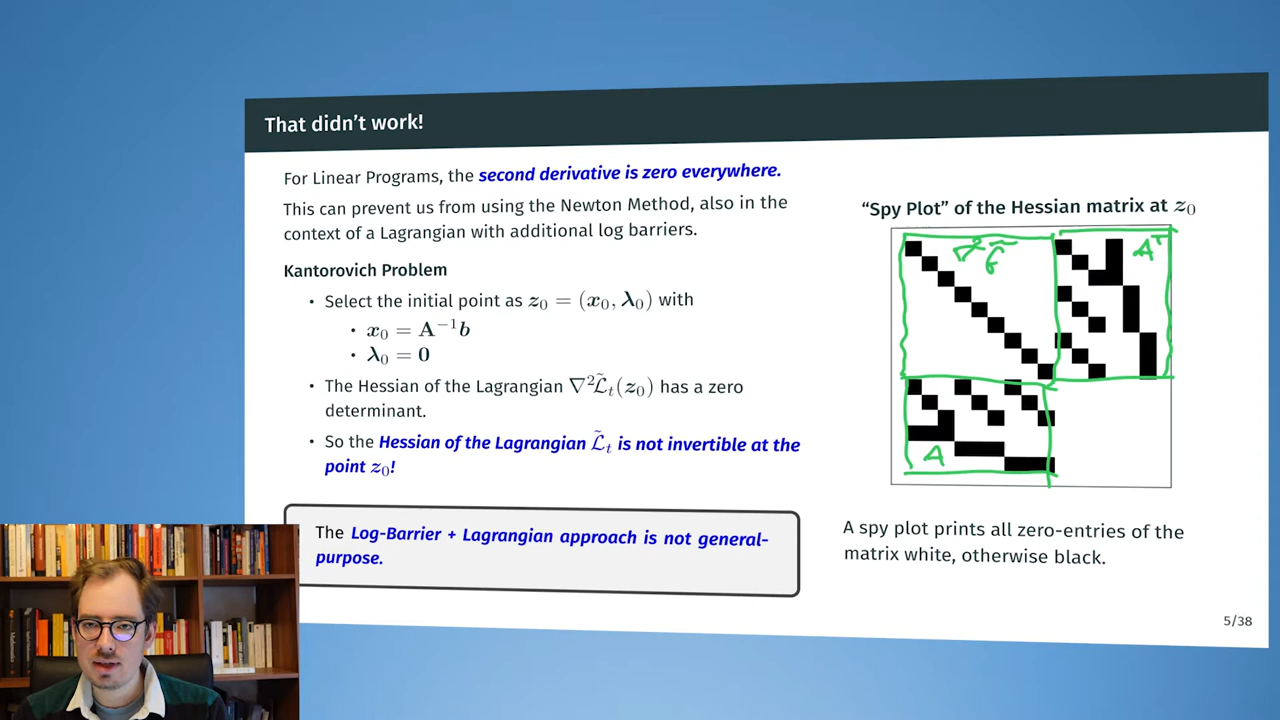 That didn't work!
For Linear Programs, the second derivative is zero everywhere.
This can prevent us from using the Newton Method, also in the
context of a Lagrangian with additional log barriers.
Kantorovich Problem
• Select the initial point as z₀ = (x₀, λ₀) with
• x₀ = A⁻¹b
• λ₀ = 0
• The Hessian of the Lagrangian ∇²L̃ₜ(z₀) has a zero
determinant.
• So the Hessian of the Lagrangian L̃ₜ is not invertible at the
point z₀!
The Log-Barrier + Lagrangian approach is not general-
purpose.
“Spy Plot” of the Hessian matrix at z₀
Aᵀ
A
A spy plot prints all zero-entries of the
matrix white, otherwise black.
5/38